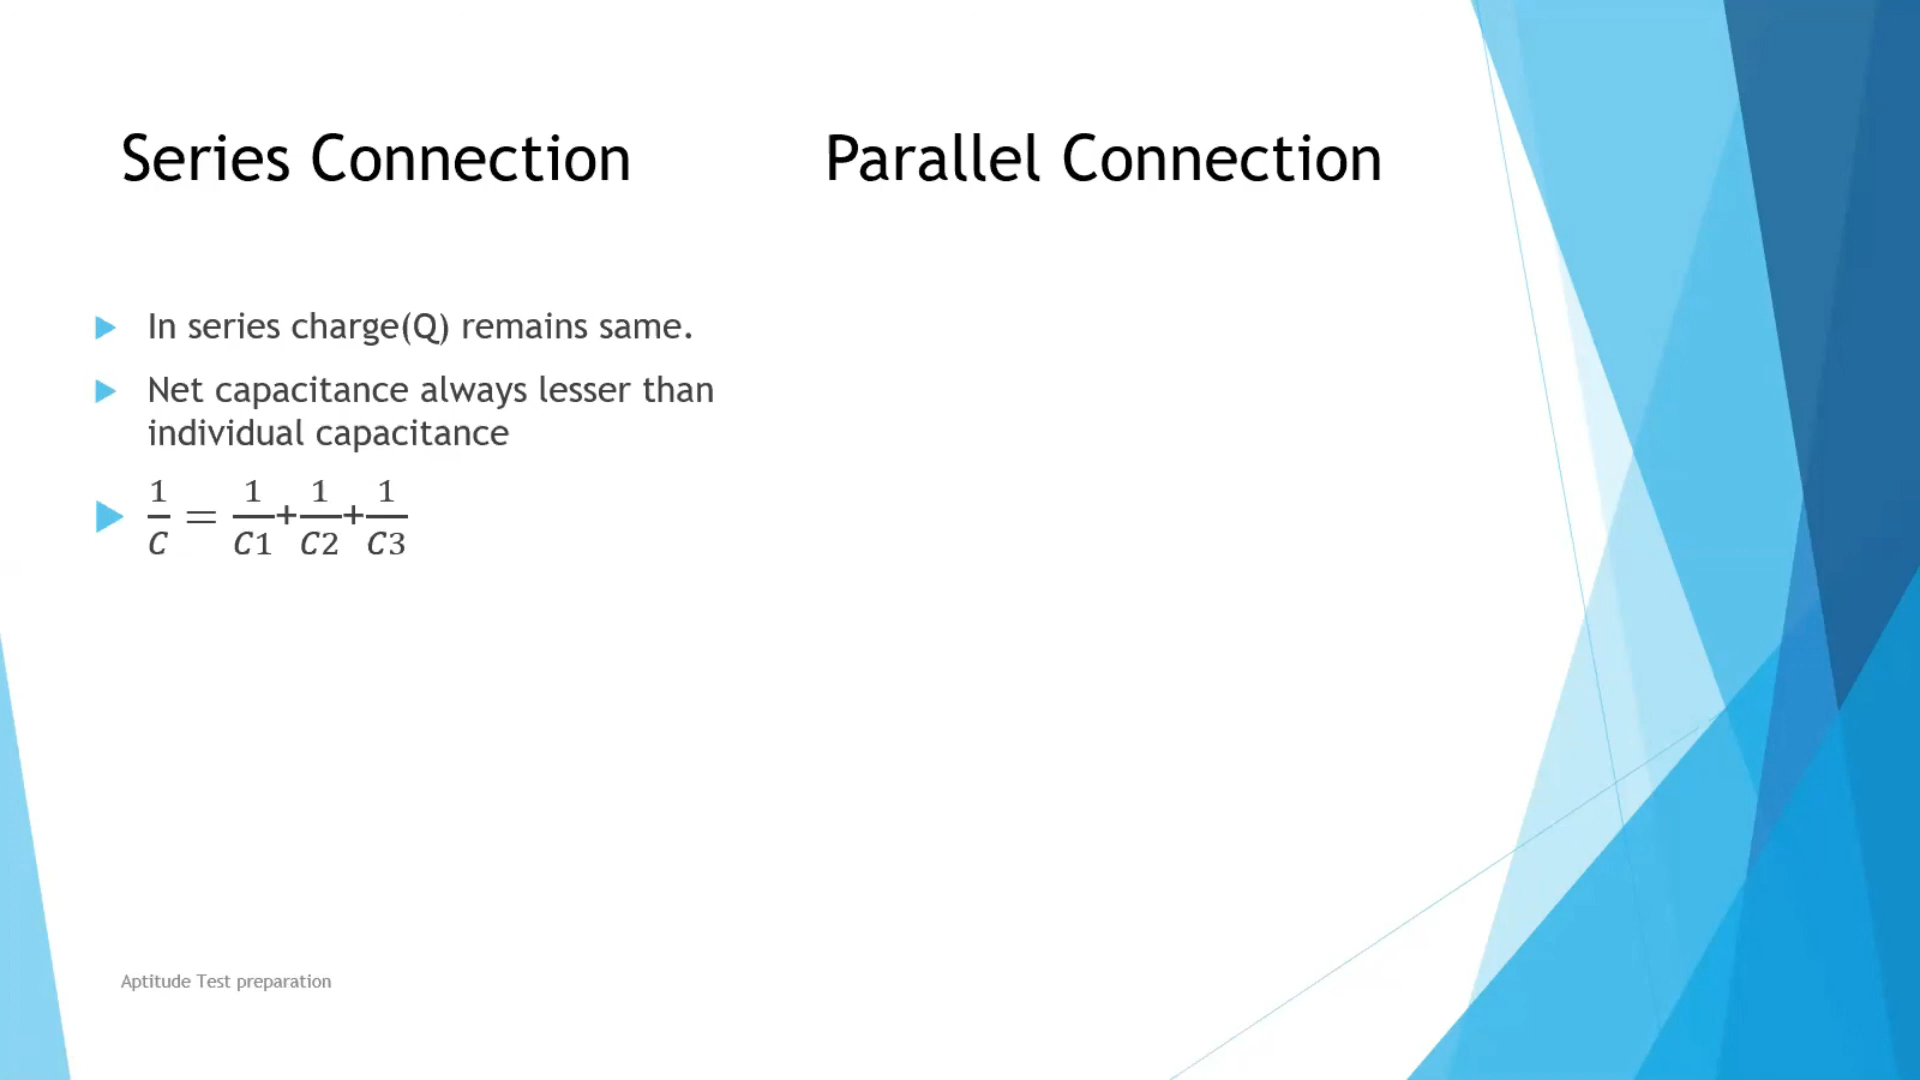 Series Connection
Parallel Connection
In series charge(Q) remains same.
Net capacitance always lesser than
individual capacitance
1/C = 1/C1+1/C2+1/C3
Aptitude Test preparation